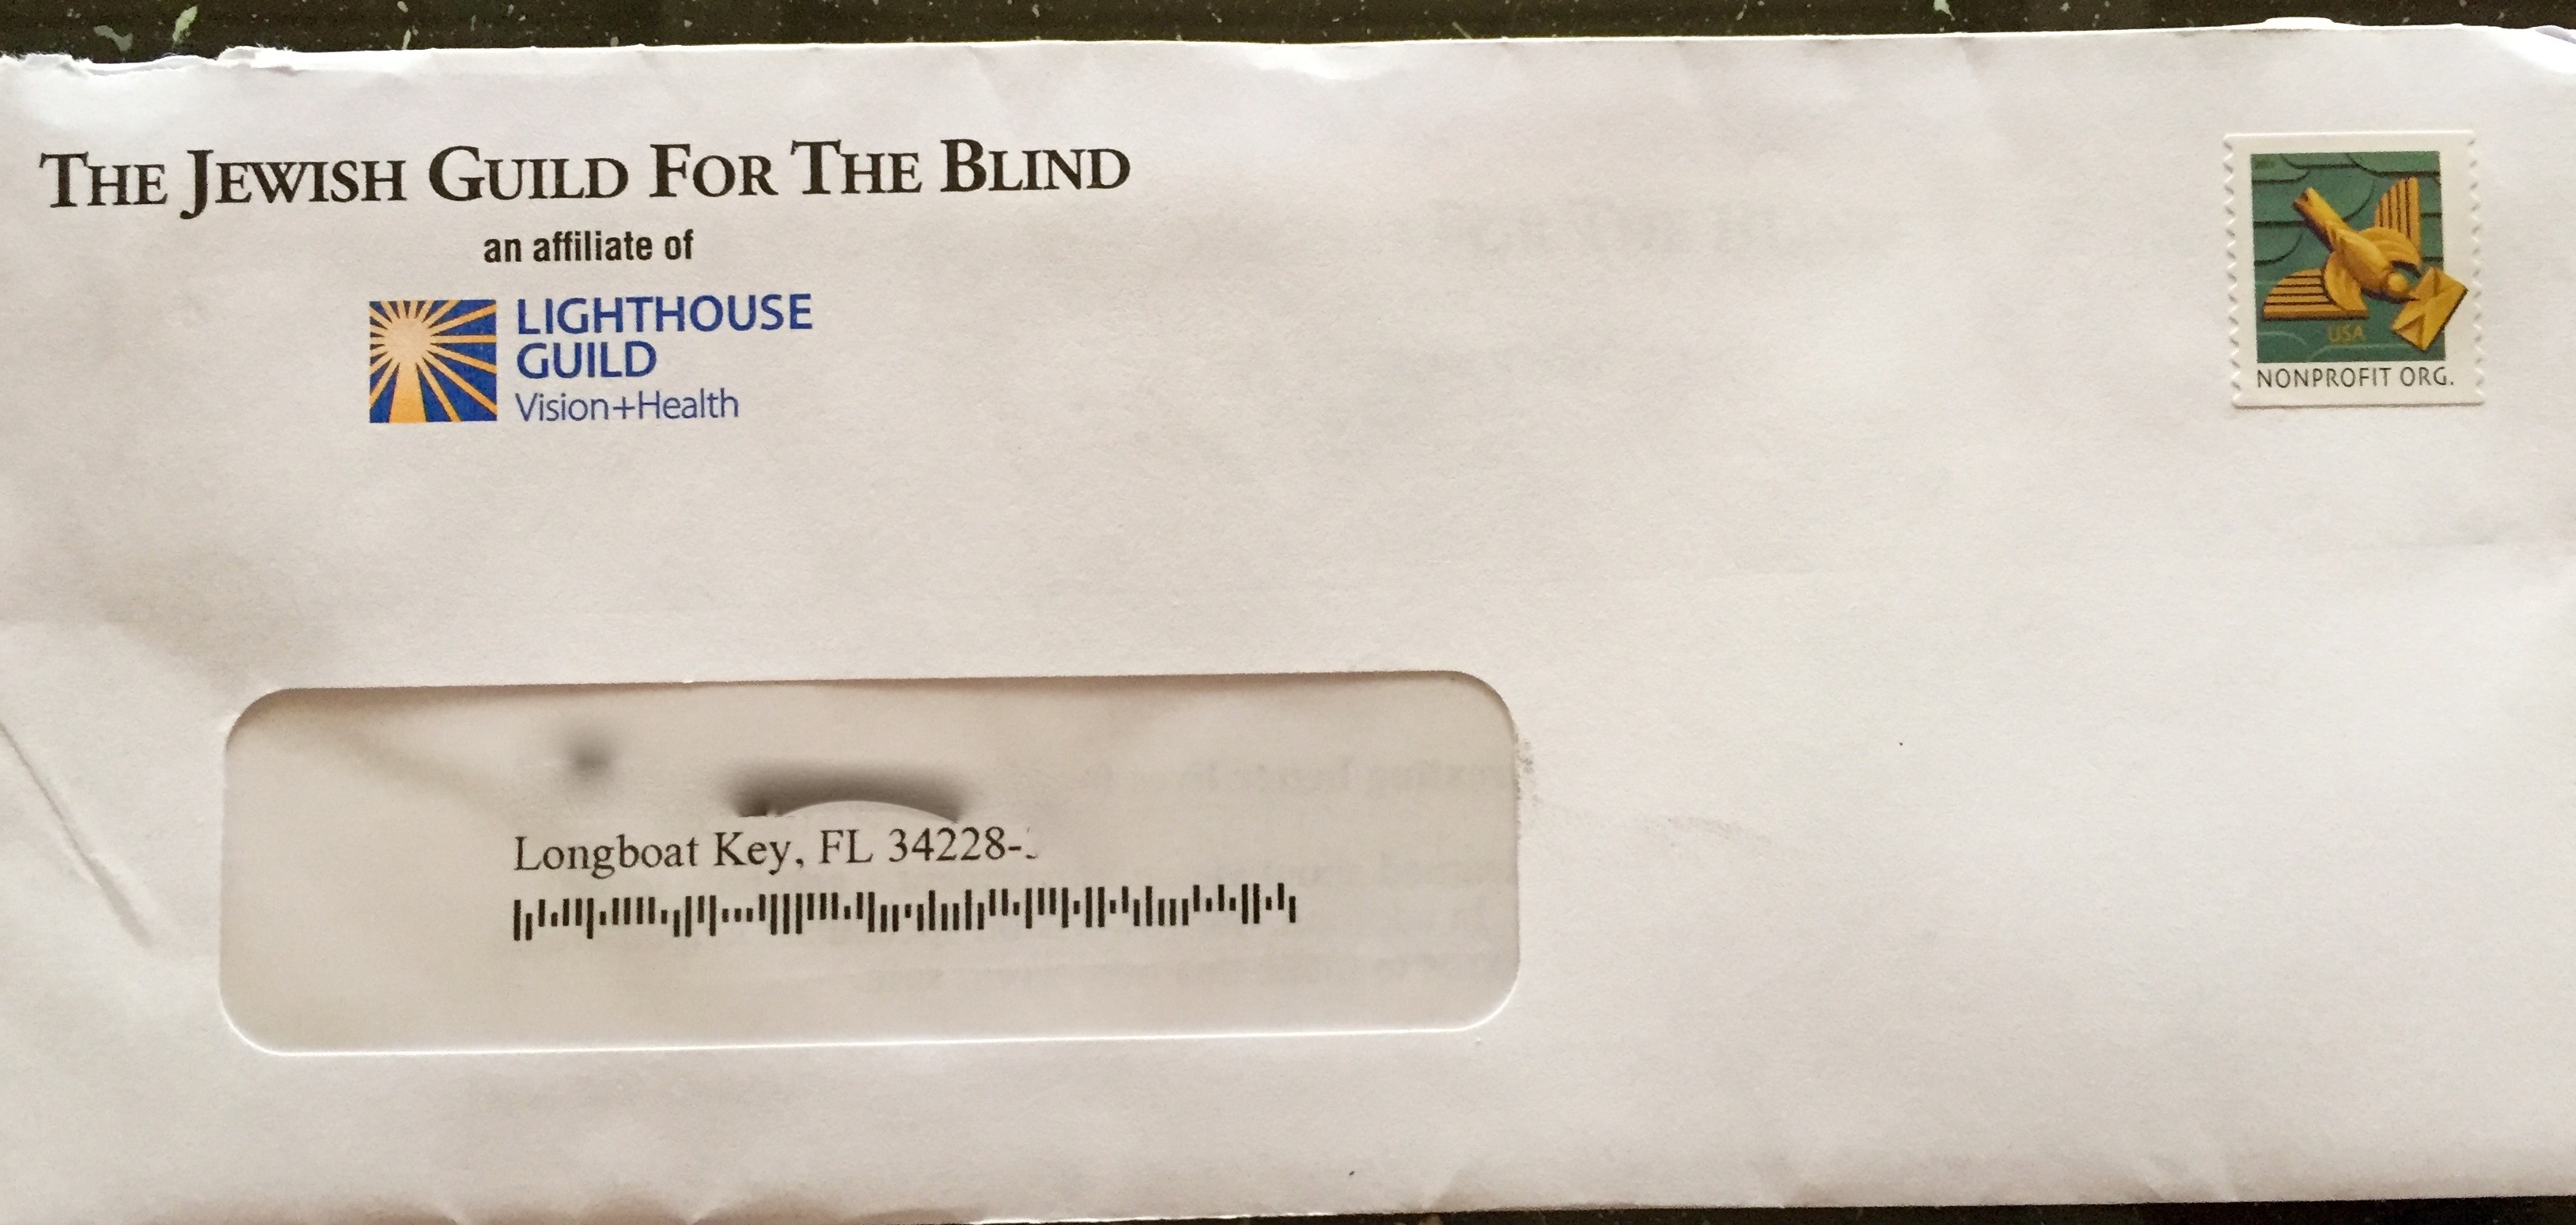 THE JEWISH GUILD FOR THE BLIND
an affiliate of
LIGHTHOUSE
GUILD
Vision+Health
USA
NONPROFIT ORG.
Longboat Key, FL 34228-